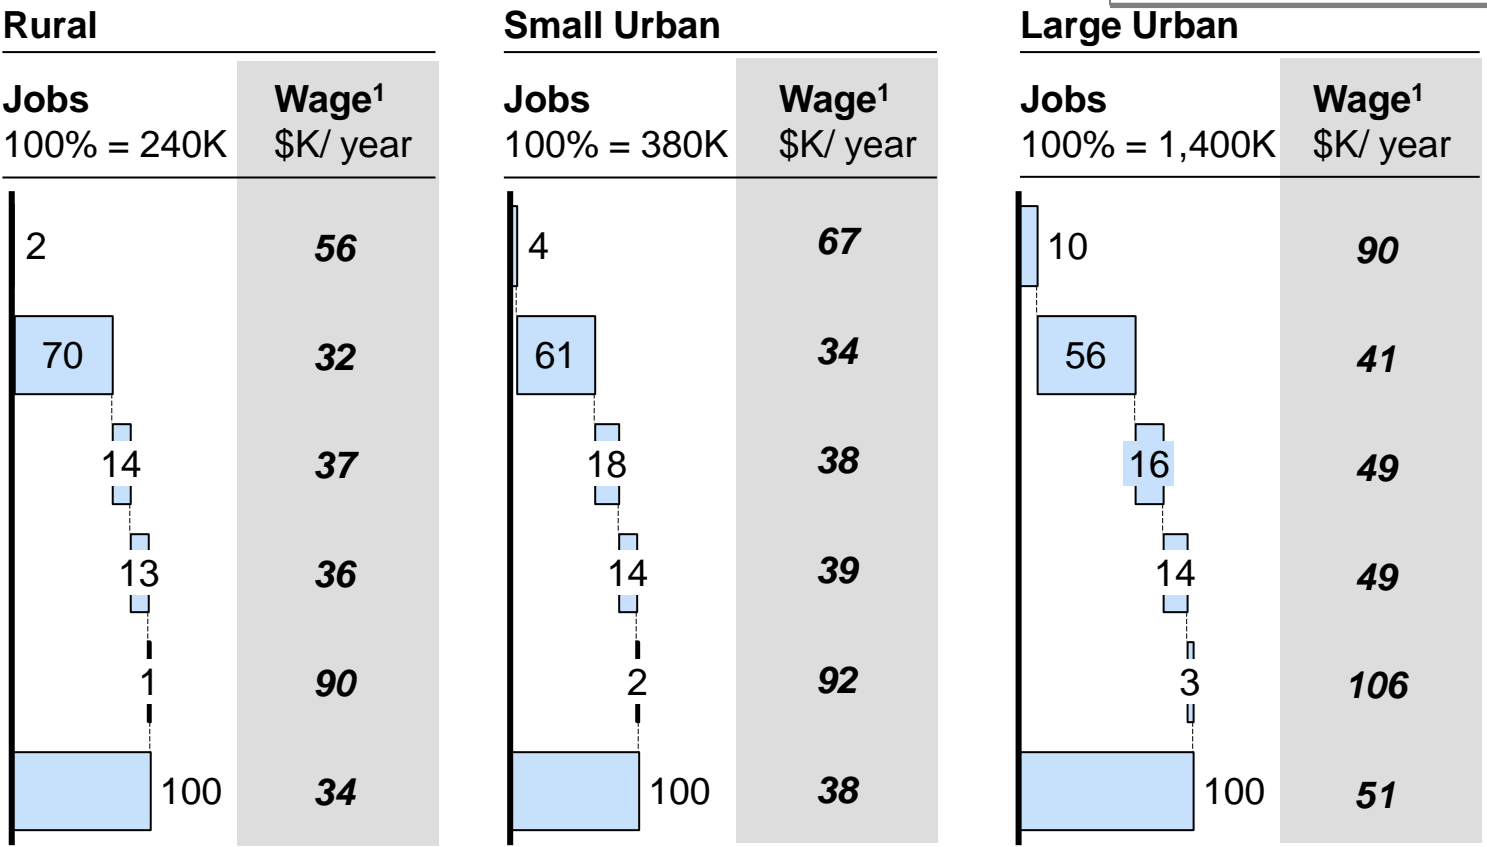 Rural
Jobs
100% = 240K
Wage¹
$K/ year
2
56
70
32
14
37
13
36
1
90
100
34
Small Urban
Jobs
100% = 380K
Wage¹
$K/ year
4
67
61
34
18
38
14
39
2
92
100
38
Large Urban
Jobs
100% = 1,400K
Wage¹
$K/ year
10
90
56
41
16
49
14
49
3
106
100
51